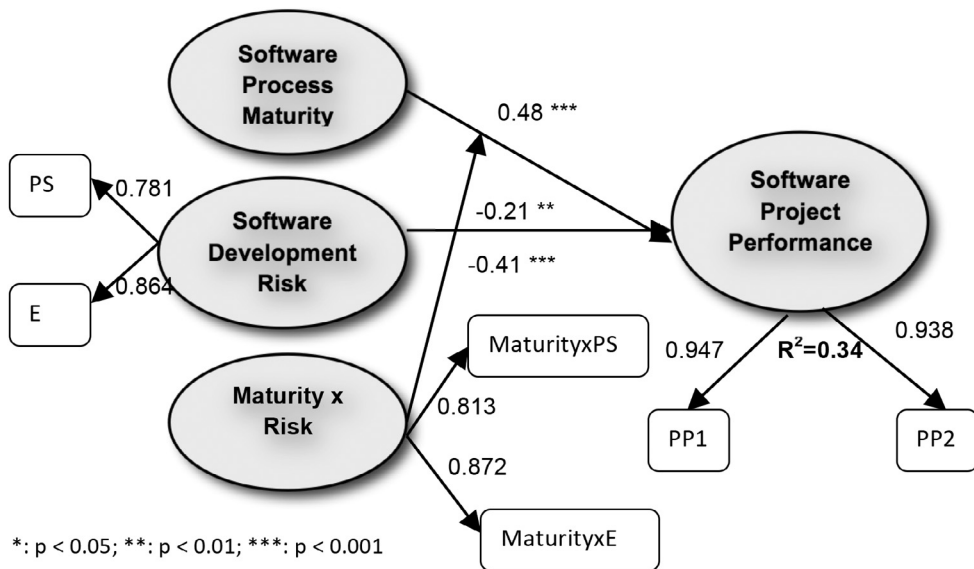 Software
Process
Maturity
0.48 ***
PS
0.781
Software
Development
Risk
-0.21 **
-0.41 ***
Software
Project
Performance
E
0.864
MaturityxPS
0.947
R²=0.34
0.938
Maturity x
Risk
0.813
PP1
PP2
0.872
MaturityxE
*: p < 0.05; **: p < 0.01; ***: p < 0.001